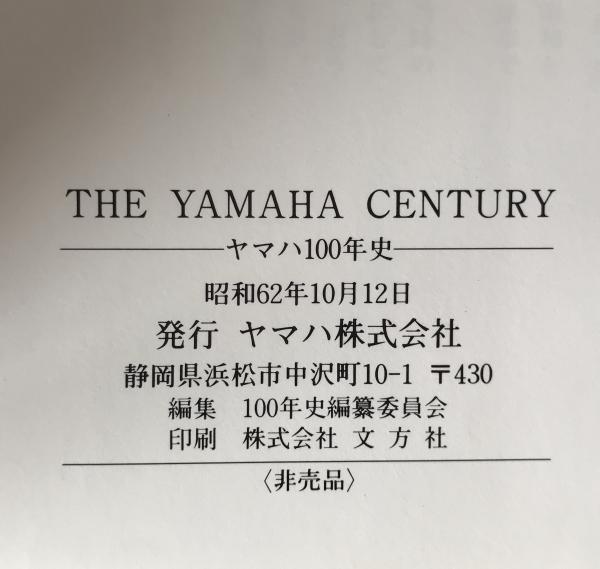 THE YAMAHA CENTURY
ヤマハ100年史
昭和62年10月12日
発行 ヤマハ株式会社
静岡県浜松市中沢町10-1 〒430
編集 100年史編纂委員会
印刷 株式会社 文方社
〈非売品〉